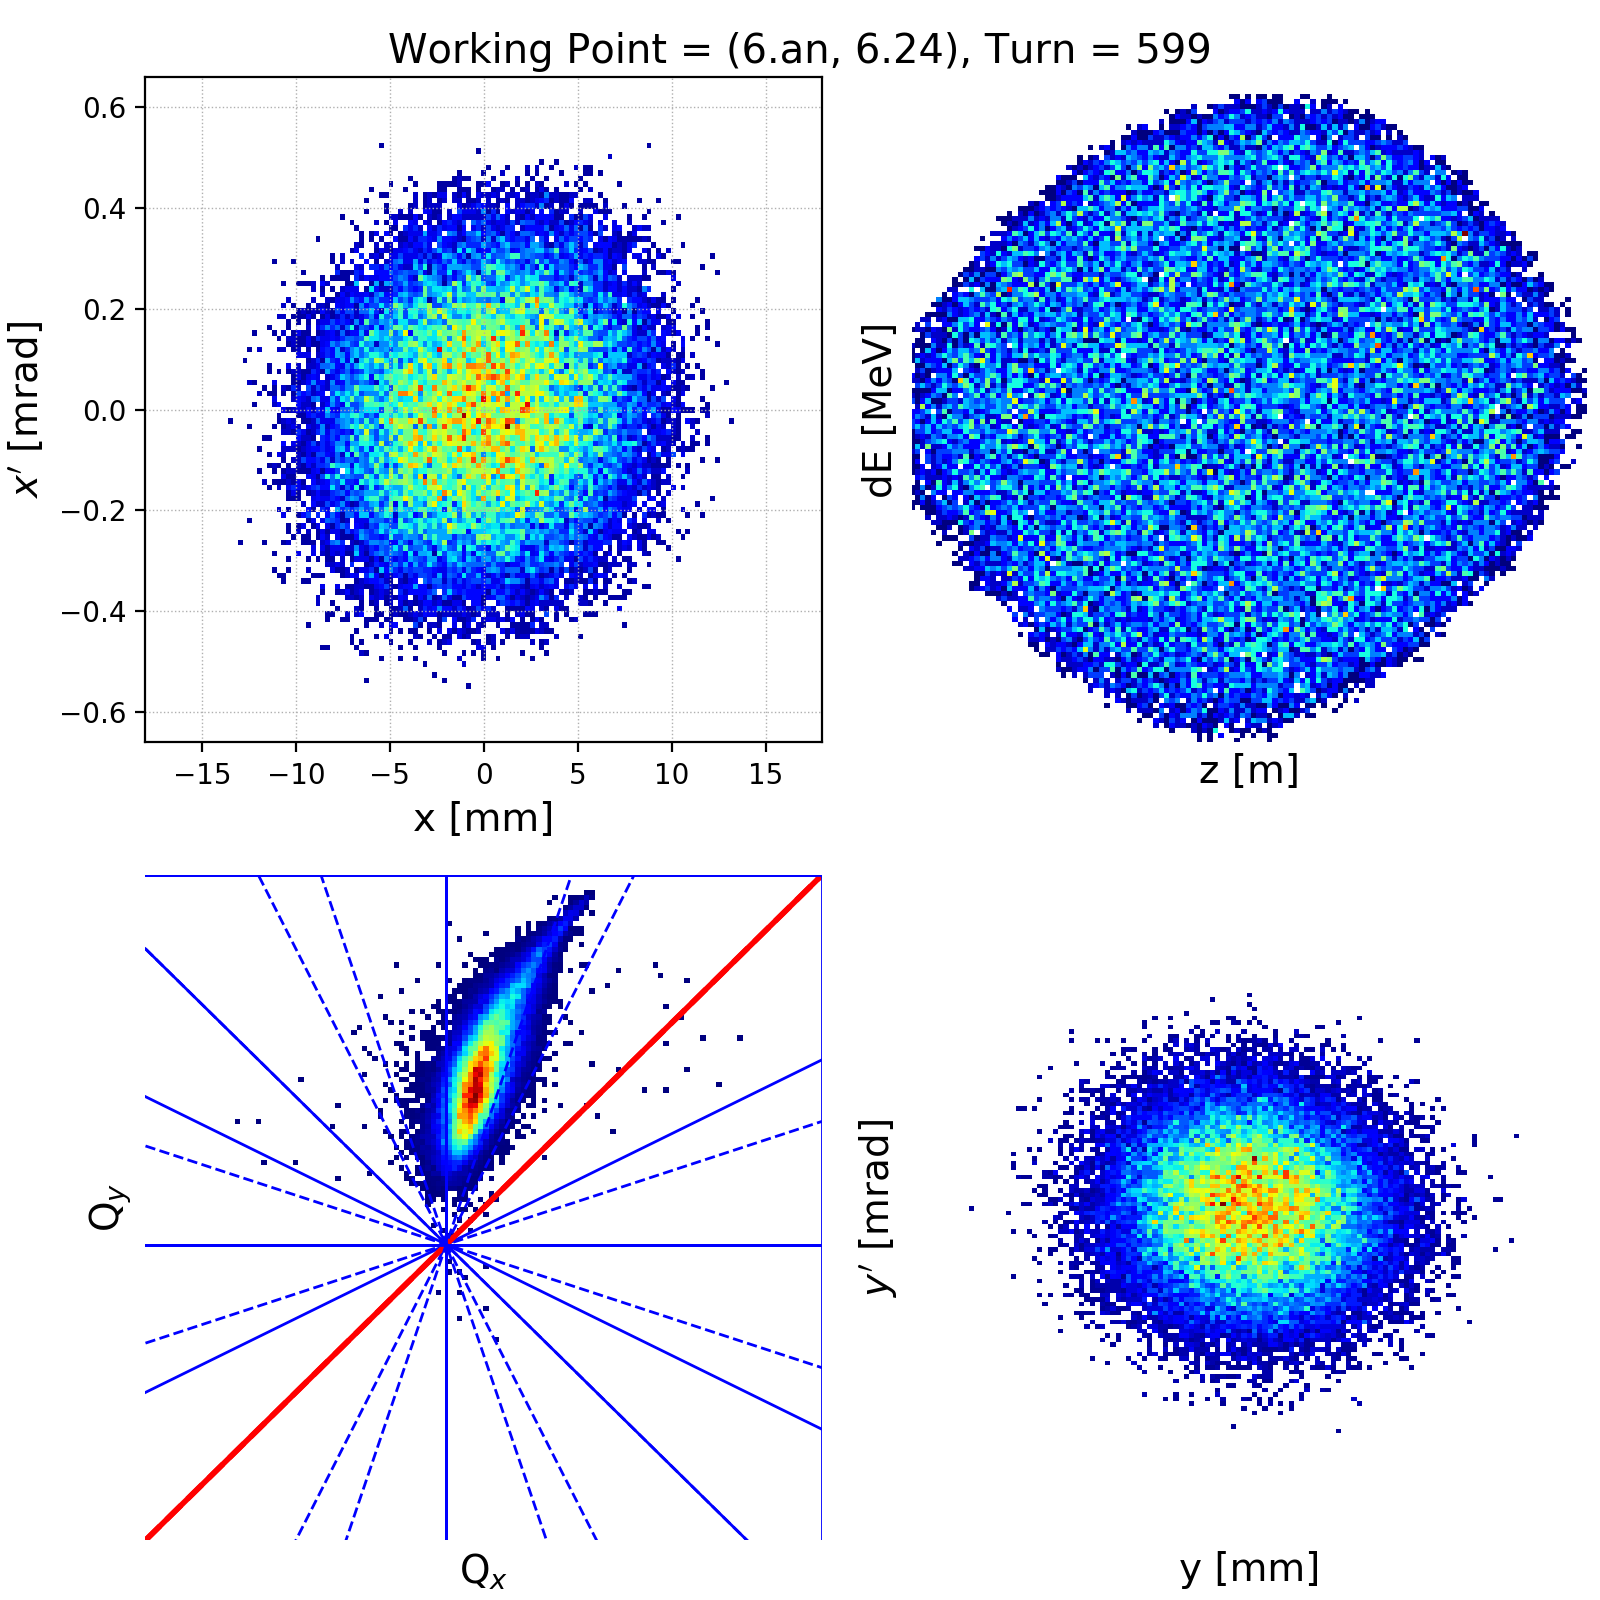 Working Point = (6.an, 6.24), Turn = 599
0.6
0.4
0.2
0.0
−0.2
−0.4
−0.6
x′ [mrad]
−15 −10 −5 0 5 10 15
x [mm]
dE [MeV]
z [m]
Qy
Qx
y′ [mrad]
y [mm]